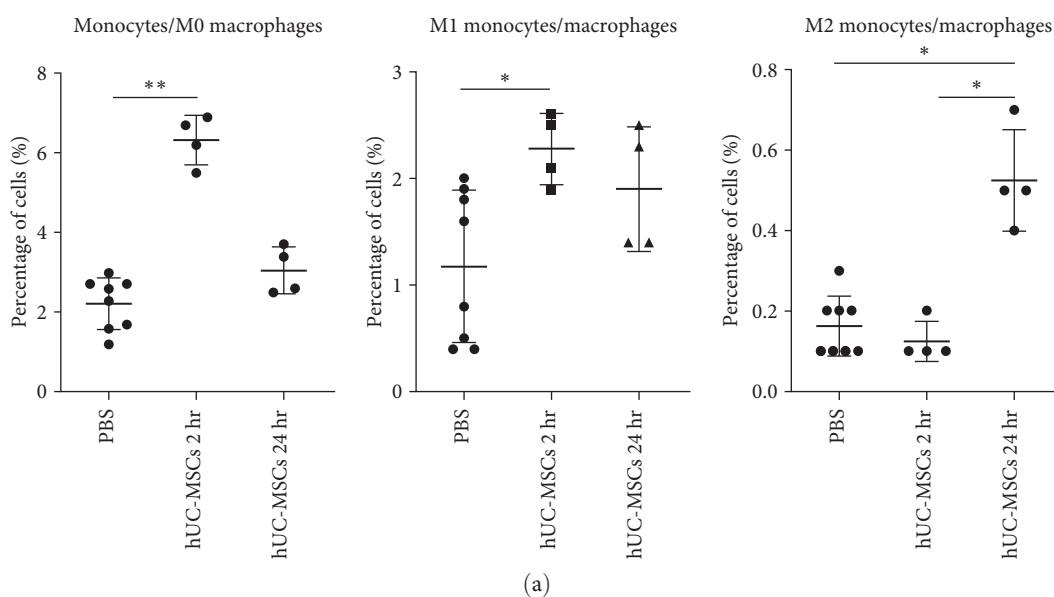 Monocytes/M0 macrophages
Percentage of cells (%)
8
6
4
2
0
**
PBS
hUC-MSCs 2 hr
hUC-MSCs 24 hr
M1 monocytes/macrophages
Percentage of cells (%)
3
2
1
0
*
PBS
hUC-MSCs 2 hr
hUC-MSCs 24 hr
M2 monocytes/macrophages
Percentage of cells (%)
0.8
0.6
0.4
0.2
0.0
*
*
PBS
hUC-MSCs 2 hr
hUC-MSCs 24 hr
(a)